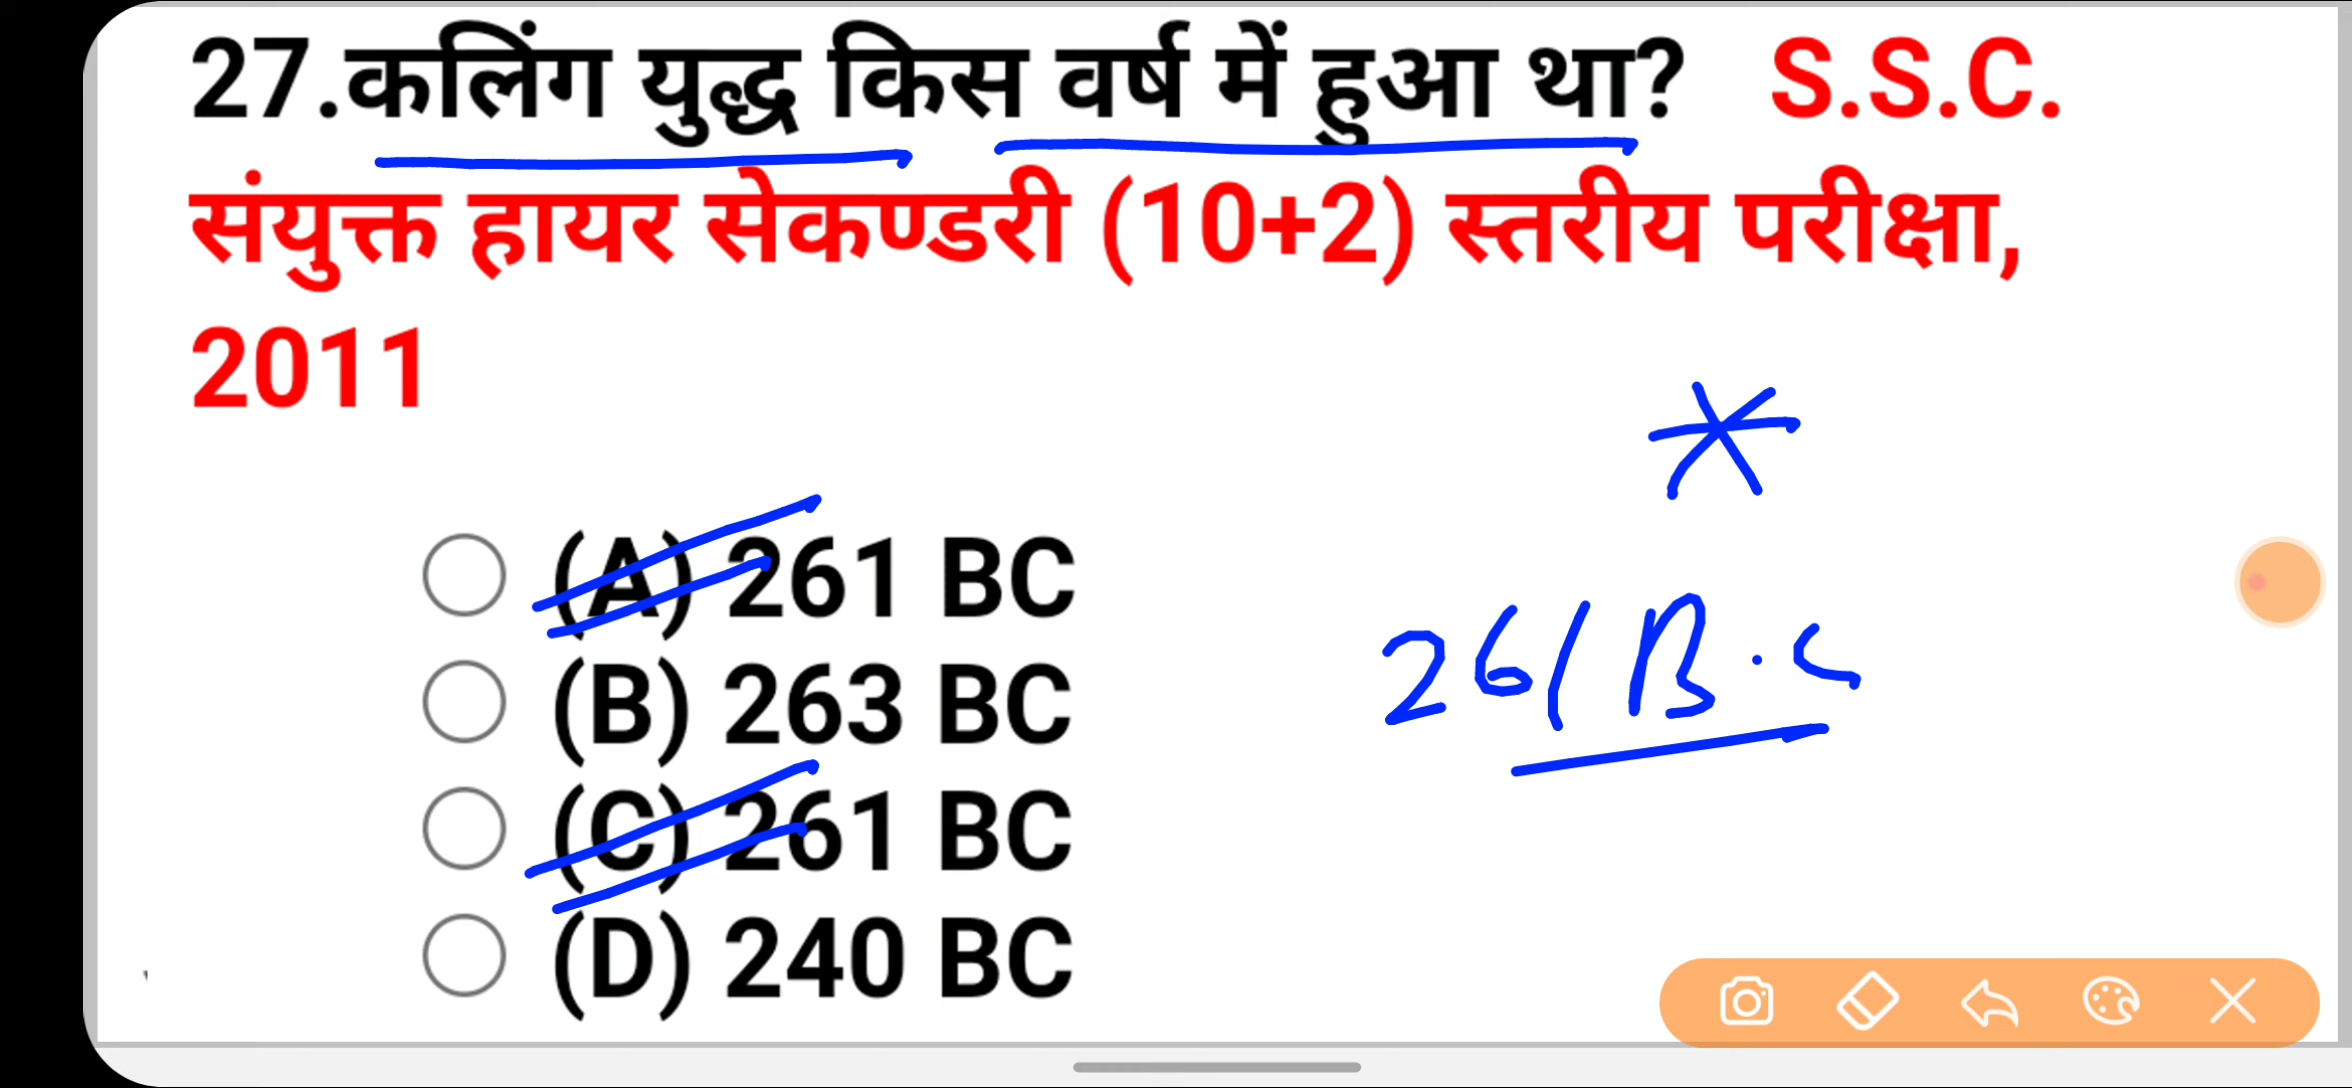 27.कलिंग युद्ध किस वर्ष में हुआ था? S.S.C.
संयुक्त हायर सेकण्डरी (10+2) स्तरीय परीक्षा,
2011
(A) 261 BC
(B) 263 BC
261 B.C
(C) 261 BC
(D) 240 BC